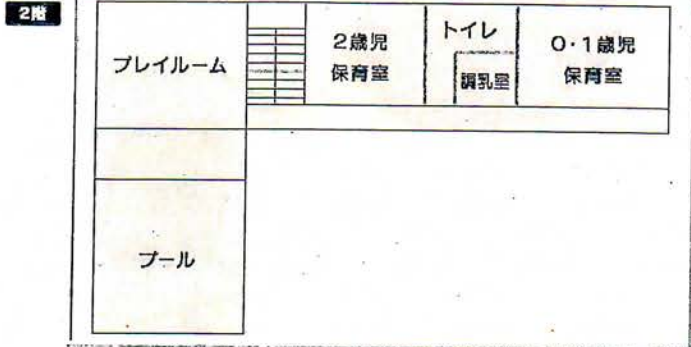 2階
プレイルーム
2歳児
保育室
トイレ
調乳室
0・1歳児
保育室
プール